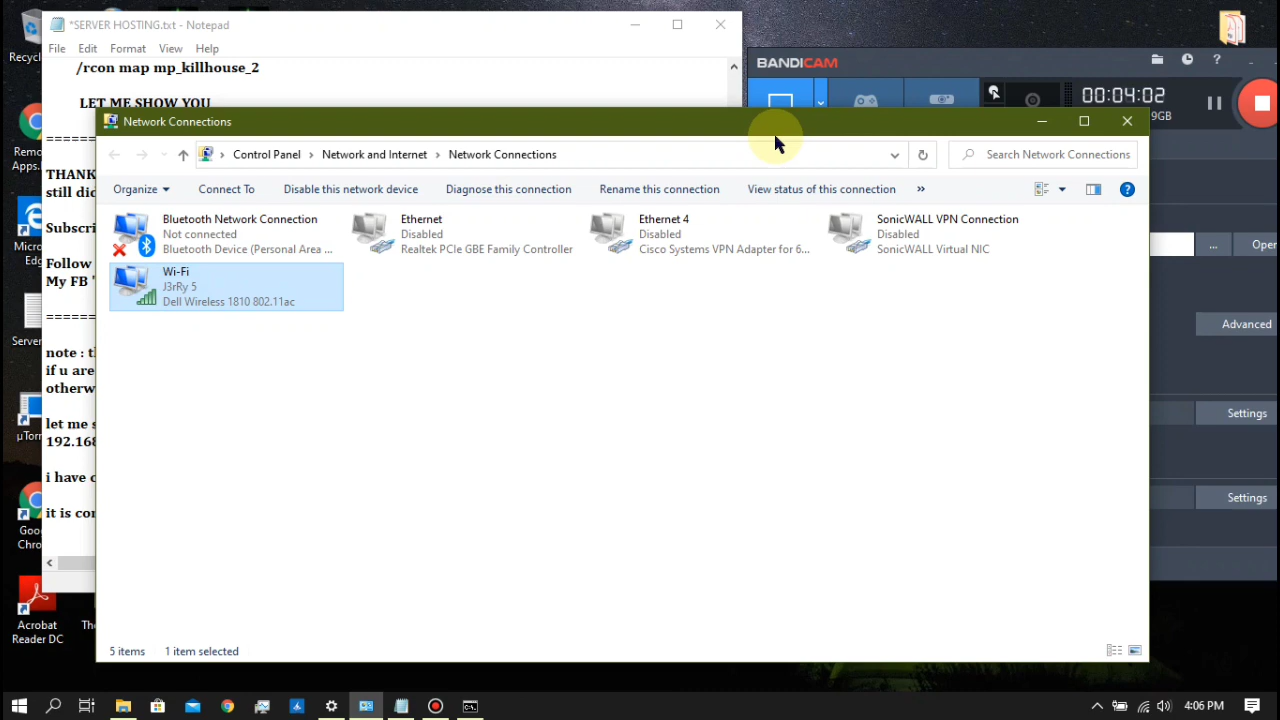 *SERVER HOSTING.txt - Notepad
File Edit Format View Help
/rcon map mp_killhouse_2
LET ME SHOW YOU
THANK
still
Subscri
Follow
My FB
note :
if u are
otherw
let me
192.168
i have
it is
Recycl
Remo
Apps.
Micro
Edg
Server
µTorr
Goo
Chro
Acrobat
Reader DC
The
BANDICAM
?
00:04:02
9GB
...
Open
Advanced
Settings
Settings
Network Connections
Control Panel > Network and Internet > Network Connections
Search Network Connections
Organize Connect To Disable this network device Diagnose this connection Rename this connection View status of this connection »
Bluetooth Network Connection
Not connected
Bluetooth Device (Personal Area ...
Ethernet
Disabled
Realtek PCIe GBE Family Controller
Ethernet 4
Disabled
Cisco Systems VPN Adapter for 6...
SonicWALL VPN Connection
Disabled
SonicWALL Virtual NIC
Wi-Fi
J3rRy 5
Dell Wireless 1810 802.11ac
5 items 1 item selected
4:06 PM